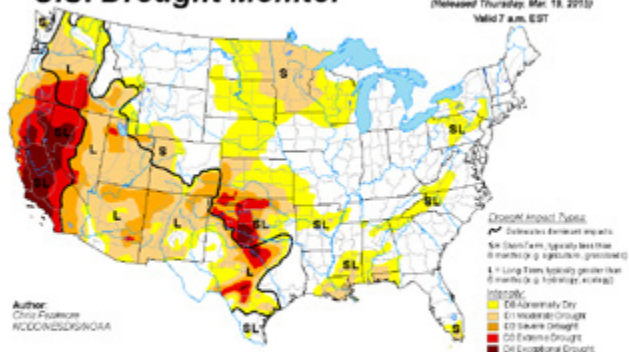 U.S. Drought Monitor
(Released Thursday, Mar. 19, 2015)
Valid 7 a.m. EST
L
S
SL
SL
SL
S
SL
SL
L
SL
SL
L
L
L
SL
SL
S
Drought Impact Types:
Delineates dominant impacts
S = Short-Term, typically less than
6 months (e.g. agriculture, grasslands)
L = Long-Term, typically greater than
6 months (e.g. hydrology, ecology)
Intensity:
D0 Abnormally Dry
D1 Moderate Drought
D2 Severe Drought
D3 Extreme Drought
D4 Exceptional Drought
Author:
Chris Fenimore
NCDC/NESDIS/NOAA